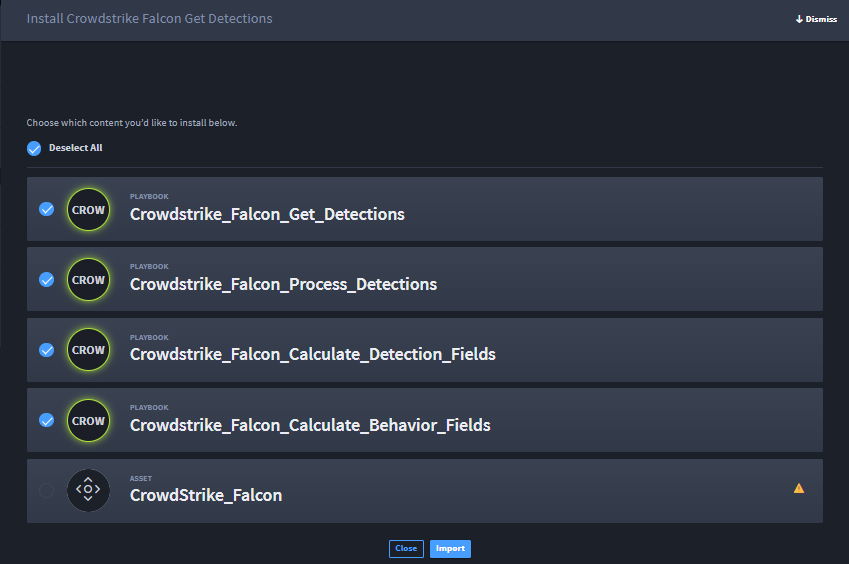 Install Crowdstrike Falcon Get Detections
Dismiss
Choose which content you'd like to install below.
Deselect All
CROW
PLAYBOOK
Crowdstrike_Falcon_Get_Detections
CROW
PLAYBOOK
Crowdstrike_Falcon_Process_Detections
CROW
PLAYBOOK
Crowdstrike_Falcon_Calculate_Detection_Fields
CROW
PLAYBOOK
Crowdstrike_Falcon_Calculate_Behavior_Fields
ASSET
CrowdStrike_Falcon
Close
Import